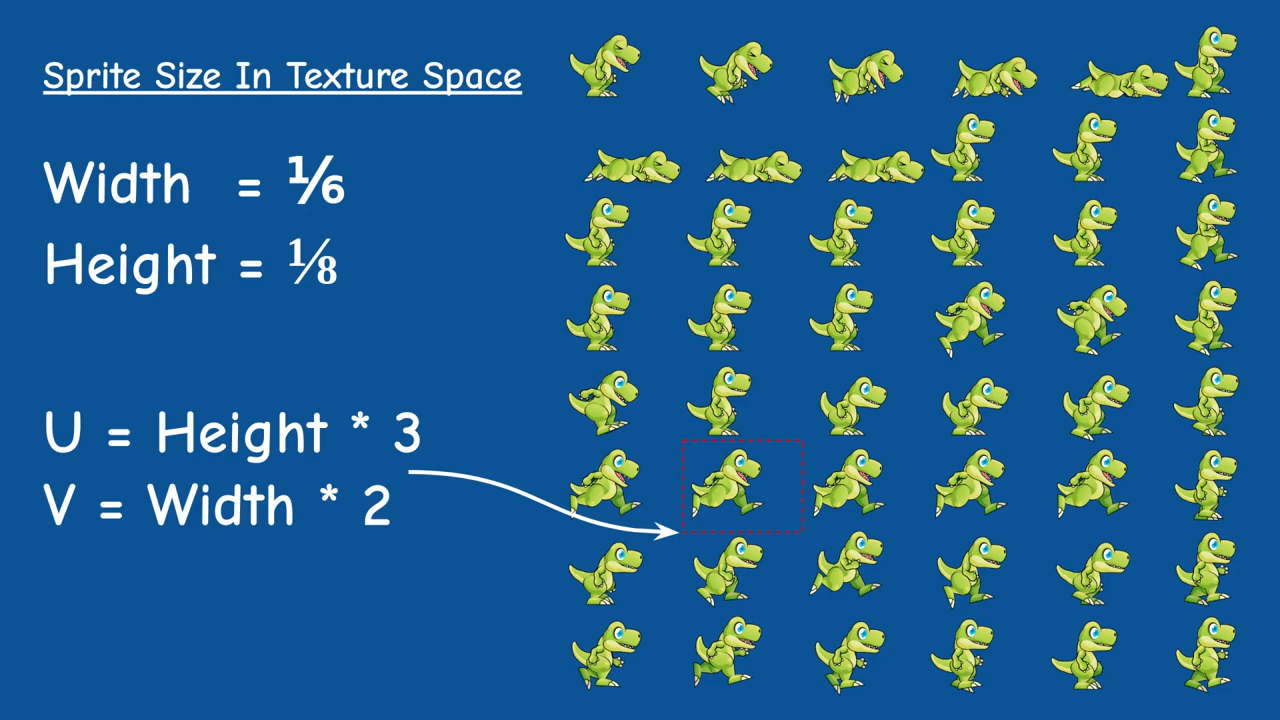 Sprite Size In Texture Space
Width = ⅙
Height = ⅛
U = Height * 3
V = Width * 2